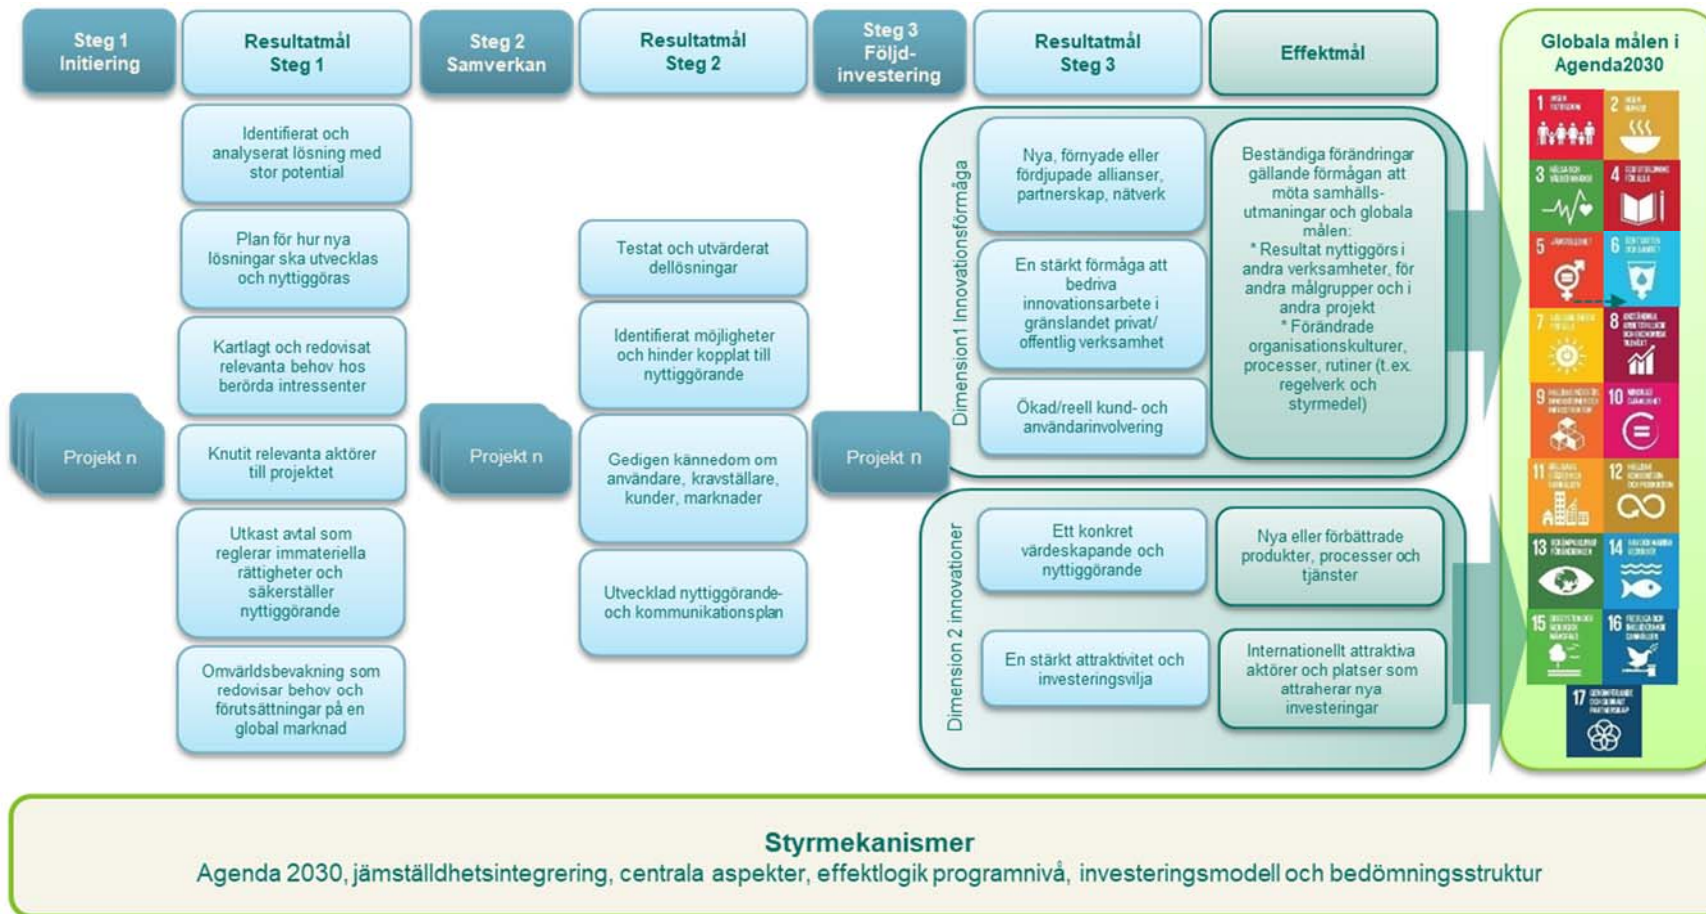 Steg 1
Initiering
Resultatmål
Steg 1
Steg 2
Samverkan
Resultatmål
Steg 2
Steg 3
Följd-
investering
Resultatmål
Steg 3
Effektmål
Globala målen i
Agenda2030
Projekt n
Identifierat och
analyserat lösning med
stor potential
Plan för hur nya
lösningar ska utvecklas
och nyttiggöras
Kartlagt och redovisat
relevanta behov hos
berörda intressenter
Knutit relevanta aktörer
till projektet
Utkast avtal som
reglerar immateriella
rättigheter och
säkerställer
nyttiggörande
Omvärldsbevakning som
redovisar behov och
förutsättningar på en
global marknad
Projekt n
Testat och utvärderat
dellösningar
Identifierat möjligheter
och hinder kopplat till
nyttiggörande
Gedigen kännedom om
användare, kravställare,
kunder, marknader
Utvecklad nyttiggörande-
och kommunikationsplan
Projekt n
Dimension1 Innovationsförmåga
Nya, förnyade eller
fördjupade allianser,
partnerskap, nätverk
En stärkt förmåga att
bedriva
innovationsarbete i
gränslandet privat/
offentlig verksamhet
Ökad/reell kund- och
användarinvolvering
Beständiga förändringar
gällande förmågan att
möta samhälls-
utmaningar och globala
målen:
* Resultat nyttiggörs i
andra verksamheter, för
andra målgrupper och i
andra projekt
* Förändrade
organisationskulturer,
processer, rutiner (t.ex.
regelverk och
styrmedel)
Dimension 2 innovationer
Ett konkret
värdeskapande och
nyttiggörande
En stärkt attraktivitet och
investeringsvilja
Nya eller förbättrade
produkter, processer och
tjänster
Internationellt attraktiva
aktörer och platser som
attraherar nya
investeringar
1
2
3
4
5 JÄMSTÄLLDHET
6
7
8
9
10
11
12
13
14
15
16
17
Styrmekanismer
Agenda 2030, jämställdhetsintegrering, centrala aspekter, effektlogik programnivå, investeringsmodell och bedömningsstruktur